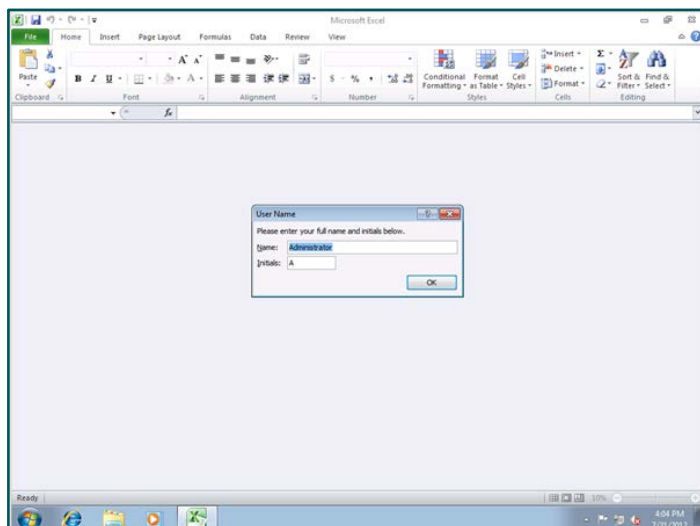 Microsoft Excel
File Home Insert Page Layout Formulas Data Review View
Paste
B I U A A A
$ % ,
Conditional Formatting
Format as Table
Cell Styles
Insert
Delete
Format
Σ
Sort & Filter
Find & Select
Clipboard Font Alignment Number Styles Cells Editing
fx
User Name
Please enter your full name and initials below.
Name: Administrator
Initials: A
OK
Ready 10%
4:04 PM